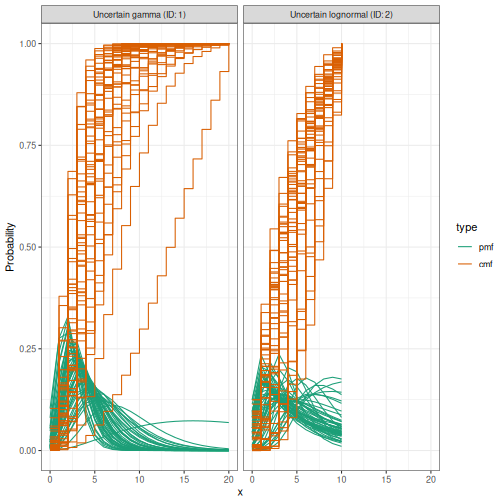 Uncertain gamma (ID: 1) Uncertain lognormal (ID: 2)
1.00
0.75
0.50
0.25
0.00
Probability
0 5 10 15 20 0 5 10 15 20
x
type
pmf
cmf